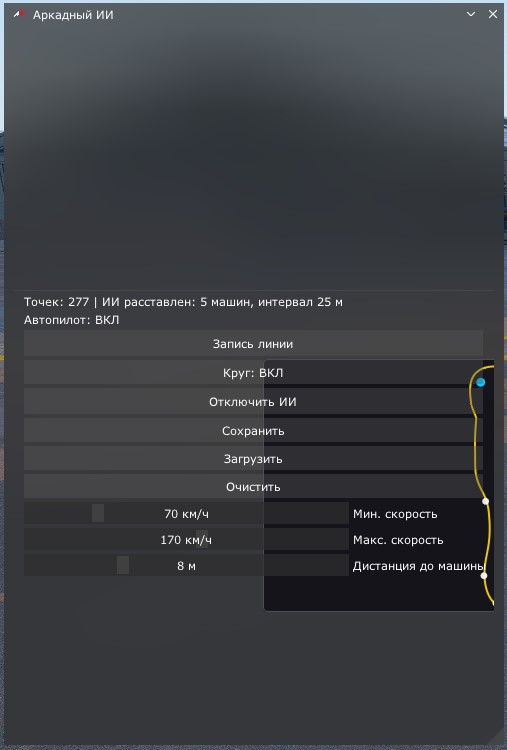 Аркадный ИИ
Точек: 277 | ИИ расставлен: 5 машин, интервал 25 м
Автопилот: ВКЛ
Запись линии
Круг: ВКЛ
Отключить ИИ
Сохранить
Загрузить
Очистить
70 км/ч Мин. скорость
170 км/ч Макс. скорость
8 м Дистанция до машины